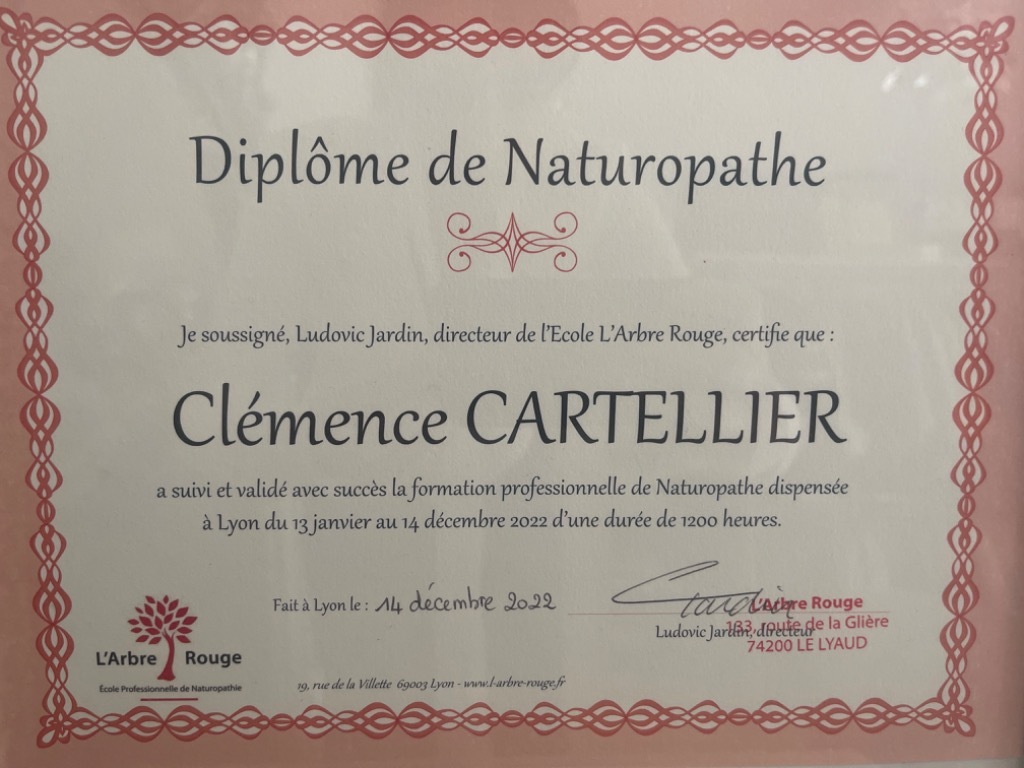 Diplôme de Naturopathe
Je soussigné, Ludovic Jardin, directeur de l'Ecole L'Arbre Rouge, certifie que :
Clémence CARTELLIER
a suivi et validé avec succès la formation professionnelle de Naturopathe dispensée
à Lyon du 13 janvier au 14 décembre 2022 d'une durée de 1200 heures.
Fait à Lyon le : 14 décembre 2022
Jardin
L'Arbre Rouge
133, route de la Glière
74200 LE LYAUD
Ludovic Jardin, directeur
L'Arbre Rouge
École Professionnelle de Naturopathie
19, rue de la Villette 69003 Lyon - www.l-arbre-rouge.fr